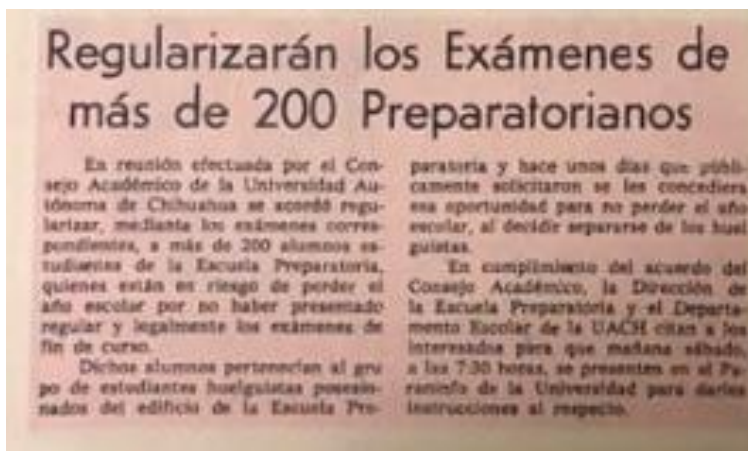 Regularizarán los Exámenes de
más de 200 Preparatorianos
En reunión efectuada por el Con-
sejo Académico de la Universidad Au-
tónoma de Chihuahua se acordó regu-
larizar, mediante los exámenes corres-
pondientes, a más de 200 alumnos es-
tudiantes de la Escuela Preparatoria,
quienes están en riesgo de perder el
año escolar por no haber presentado
regular y legalmente los exámenes de
fin de curso.
Dichos alumnos pertenecían al gru
po de estudiantes huelguistas posesio-
nados del edificio de la Escuela Pre-
paratoria y hace unos días que públi-
camente solicitaron se les concediera
esa oportunidad para no perder el año
escolar, al decidir separarse de los huel
guistas.
En cumplimiento del acuerdo del
Consejo Académico, la Dirección de
la Escuela Preparatoria y el Departa-
mento Escolar de la UACH citan a los
interesados para que mañana sábado,
a las 7:30 horas, se presenten en el Pa-
raninfo de la Universidad para darles
instrucciones al respecto.